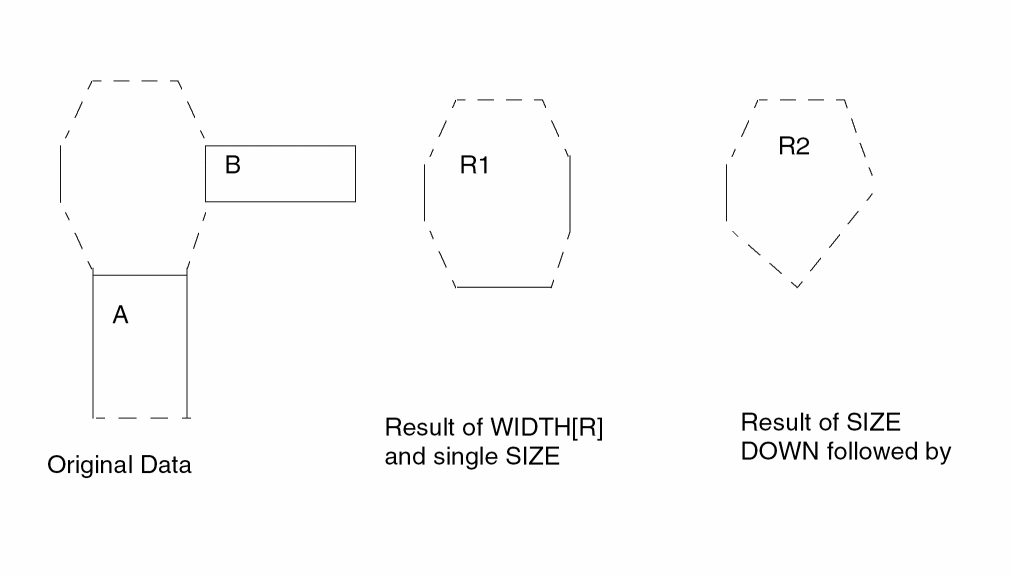 B
R1
R2
A
Result of WIDTH[R]
and single SIZE
Result of SIZE
DOWN followed by
Original Data